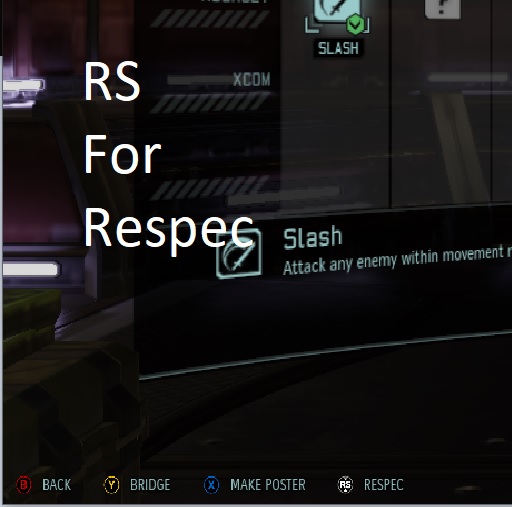 ?
SLASH
XCOM
RS
For
Respec
Slash
Attack any enemy within movement
B BACK Y BRIDGE X MAKE POSTER RS RESPEC